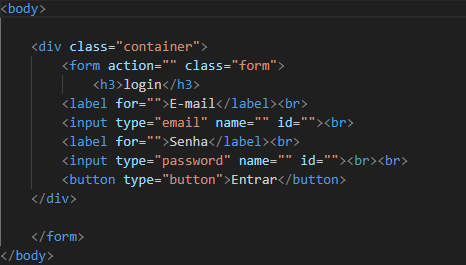 <body>
<div class="container">
<form action="" class="form">
<h3>login</h3>
<label for="">E-mail</label><br>
<input type="email" name="" id=""><br>
<label for="">Senha</label><br>
<input type="password" name="" id=""><br><br>
<button type="button">Entrar</button>
</div>
</form>
</body>